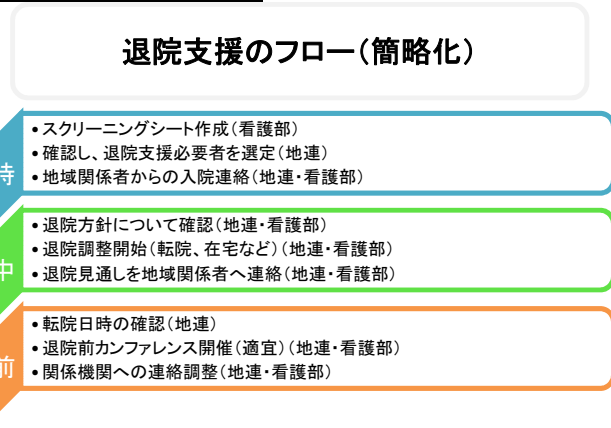 退院支援のフロー(簡略化)
時
•スクリーニングシート作成(看護部)
•確認し、退院支援必要者を選定(地連)
•地域関係者からの入院連絡(地連・看護部)
中
•退院方針について確認(地連・看護部)
•退院調整開始(転院、在宅など)(地連・看護部)
•退院見通しを地域関係者へ連絡(地連・看護部)
前
•転院日時の確認(地連)
•退院前カンファレンス開催(適宜)(地連・看護部)
•関係機関への連絡調整(地連・看護部)